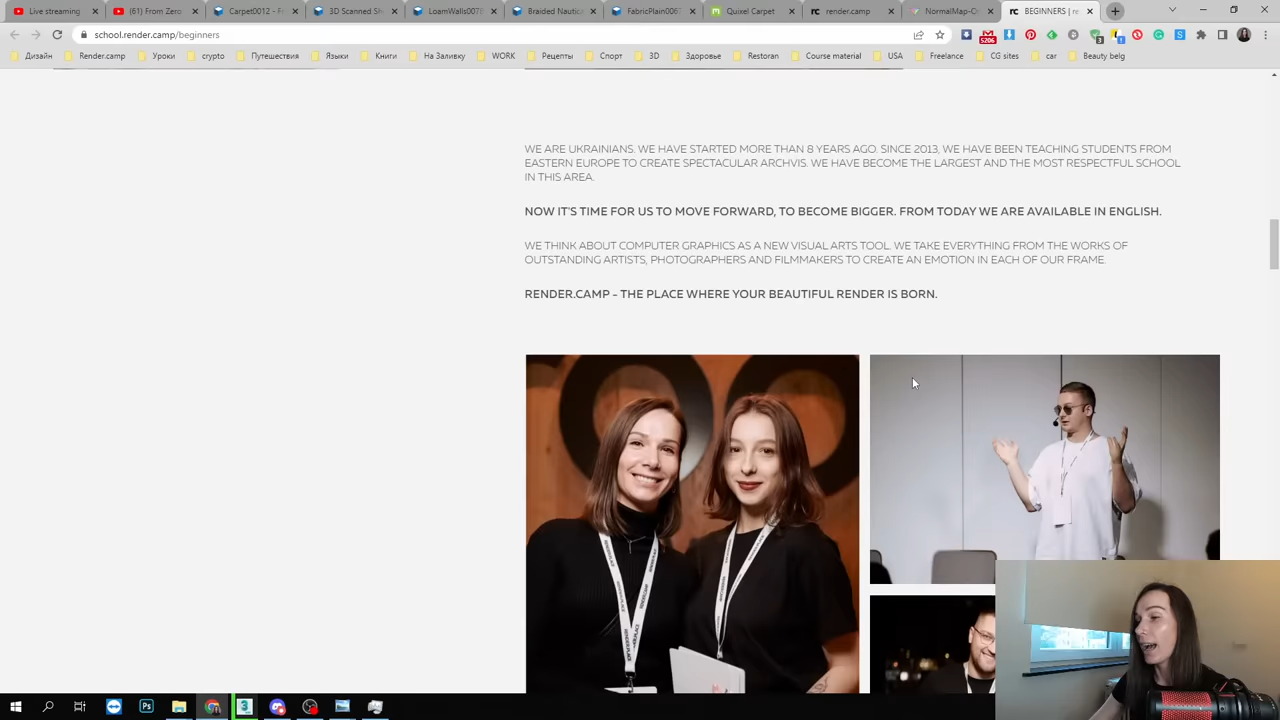 Live streaming
(61) From Zero
Carpet0012 - Fr
3D Scanned Sh
LoamWalls0078
Braided Nautica
FabricPlain0067
Quixel Carpet
render.camp
NormalMap-O
BEGINNERS | re
school.render.camp/beginners
5206
Дизайн
Render.camp
Уроки
crypto
Путешествия
Языки
Книги
На Заливку
WORK
Рецепты
Спорт
3D
Здоровье
Restoran
Course material
USA
Freelance
CG sites
car
Beauty belg
WE ARE UKRAINIANS. WE HAVE STARTED MORE THAN 8 YEARS AGO. SINCE 2013, WE HAVE BEEN TEACHING STUDENTS FROM
EASTERN EUROPE TO CREATE SPECTACULAR ARCHVIS. WE HAVE BECOME THE LARGEST AND THE MOST RESPECTFUL SCHOOL
IN THIS AREA.
NOW IT'S TIME FOR US TO MOVE FORWARD, TO BECOME BIGGER. FROM TODAY WE ARE AVAILABLE IN ENGLISH.
WE THINK ABOUT COMPUTER GRAPHICS AS A NEW VISUAL ARTS TOOL. WE TAKE EVERYTHING FROM THE WORKS OF
OUTSTANDING ARTISTS, PHOTOGRAPHERS AND FILMMAKERS TO CREATE AN EMOTION IN EACH OF OUR FRAME.
RENDER.CAMP - THE PLACE WHERE YOUR BEAUTIFUL RENDER IS BORN.